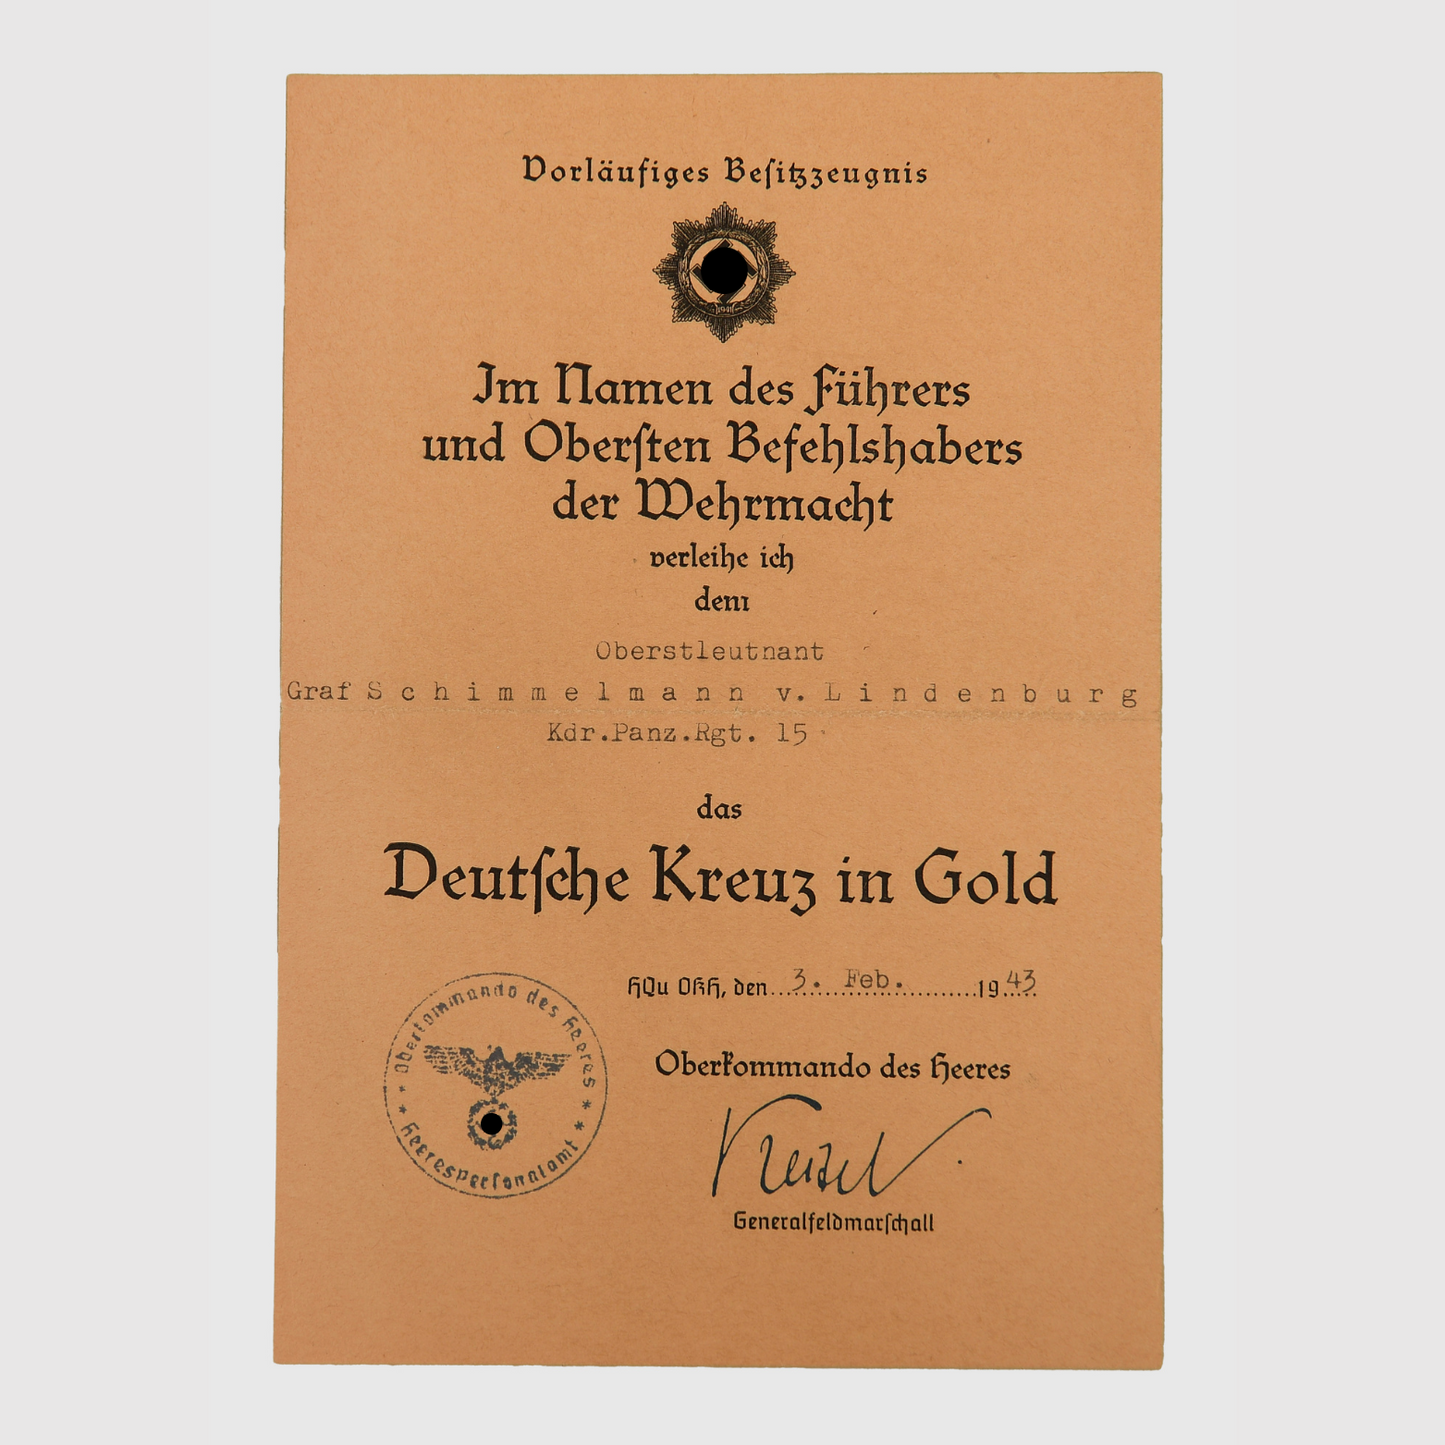 Vorläufiges Besitzzeugnis
1941
Im Namen des Führers
und Obersten Befehlshabers
der Wehrmacht
verleihe ich
dem
Oberstleutnant
Graf S c h i m m e l m a n n v. L i n d e n b u r g
Kdr.Panz.Rgt. 15
das
Deutsche Kreuz in Gold
HQu OKH, den 3. Feb. 1943
Oberkommando des Heeres
Keitel
Generalfeldmarschall
Oberkommando des Heeres
* Heerespersonalamt *